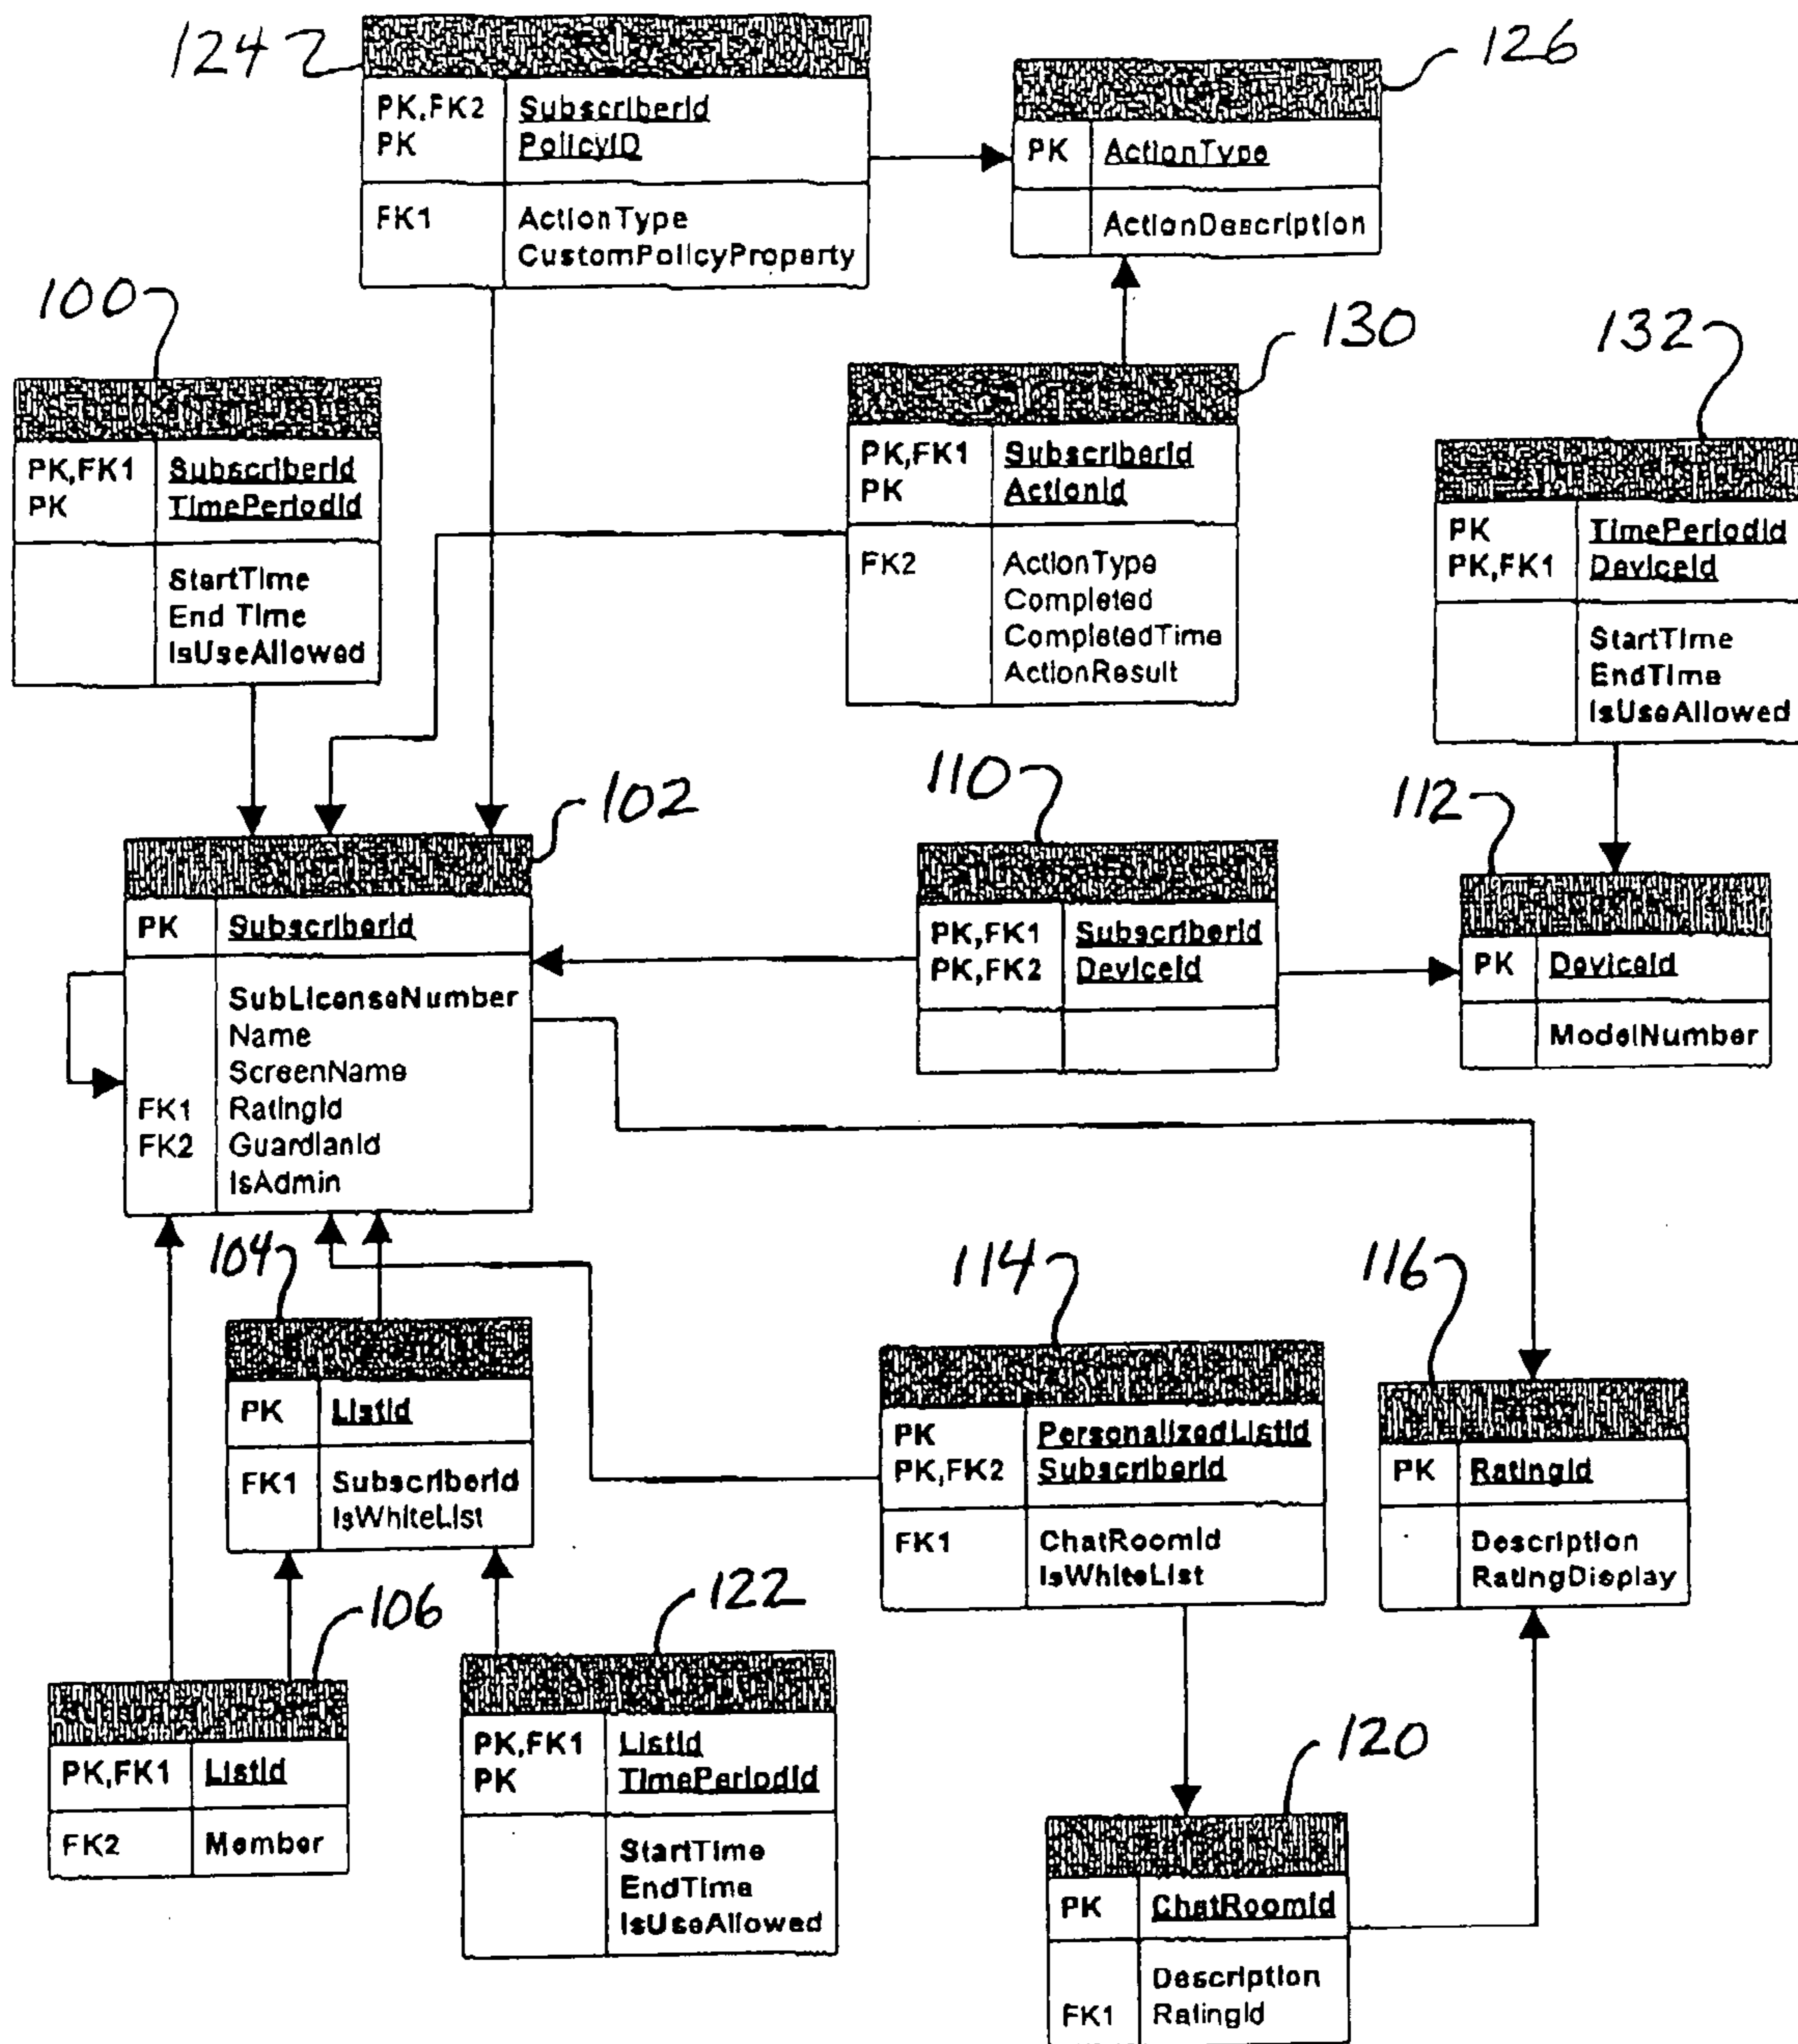 124
PK,FK2 SubscriberId
PK PolicyID
FK1 ActionType
CustomPolicyProperty
126
PK ActionType
ActionDescription
100
PK,FK1 SubscriberId
PK TimePeriodId
StartTime
End Time
IsUseAllowed
130
PK,FK1 SubscriberId
PK ActionId
FK2 ActionType
Completed
CompletedTime
ActionResult
132
PK TimePeriodId
PK,FK1 DeviceId
StartTime
EndTime
IsUseAllowed
102
PK SubscriberId
SubLicenseNumber
Name
ScreenName
FK1 RatingId
FK2 GuardianId
IsAdmin
110
PK,FK1 SubscriberId
PK,FK2 DeviceId
112
PK DeviceId
ModelNumber
104
PK ListId
FK1 SubscriberId
IsWhiteList
114
PK PersonalizedListId
PK,FK2 SubscriberId
FK1 ChatRoomId
IsWhiteList
116
PK RatingId
Description
RatingDisplay
106
PK,FK1 ListId
FK2 Member
122
PK,FK1 ListId
PK TimePeriodId
StartTime
EndTime
IsUseAllowed
120
PK ChatRoomId
Description
FK1 RatingId